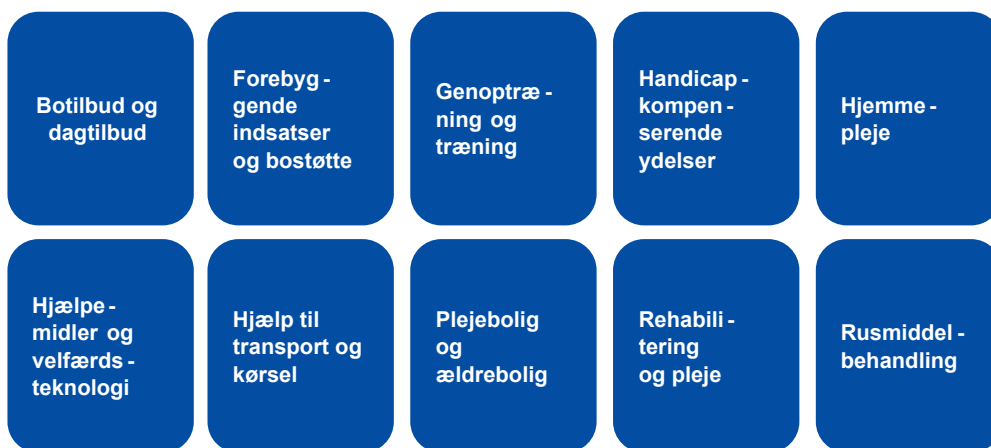 Botilbud og
dagtilbud
Forebyg -
gende
indsatser
og bostøtte
Genoptræ -
ning og
træning
Handicap -
kompen -
serende
ydelser
Hjemme -
pleje
Hjælpe -
midler og
velfærds -
teknologi
Hjælp til
transport og
kørsel
Plejebolig
og
ældrebolig
Rehabili -
tering
og pleje
Rusmiddel -
behandling